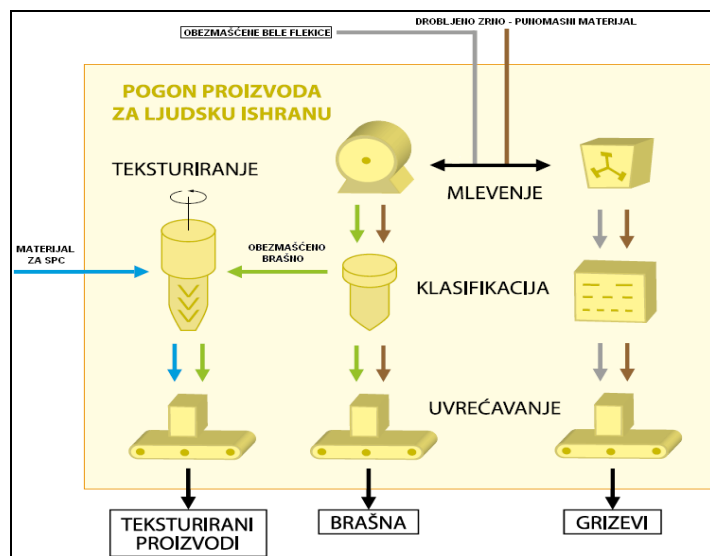 DROBLJENO ZRNO - PUNOMASNI MATERIJAL
OBEZMAŠĆENE BELE FLEKICE
POGON PROIZVODA
ZA LJUDSKU ISHRANU
TEKSTURIRANJE
MLEVENJE
MATERIJAL
ZA SPC
OBEZMAŠĆENO
BRAŠNO
KLASIFIKACIJA
UVREĆAVANJE
TEKSTURIRANI
PROIZVODI
BRAŠNA
GRIZEVI